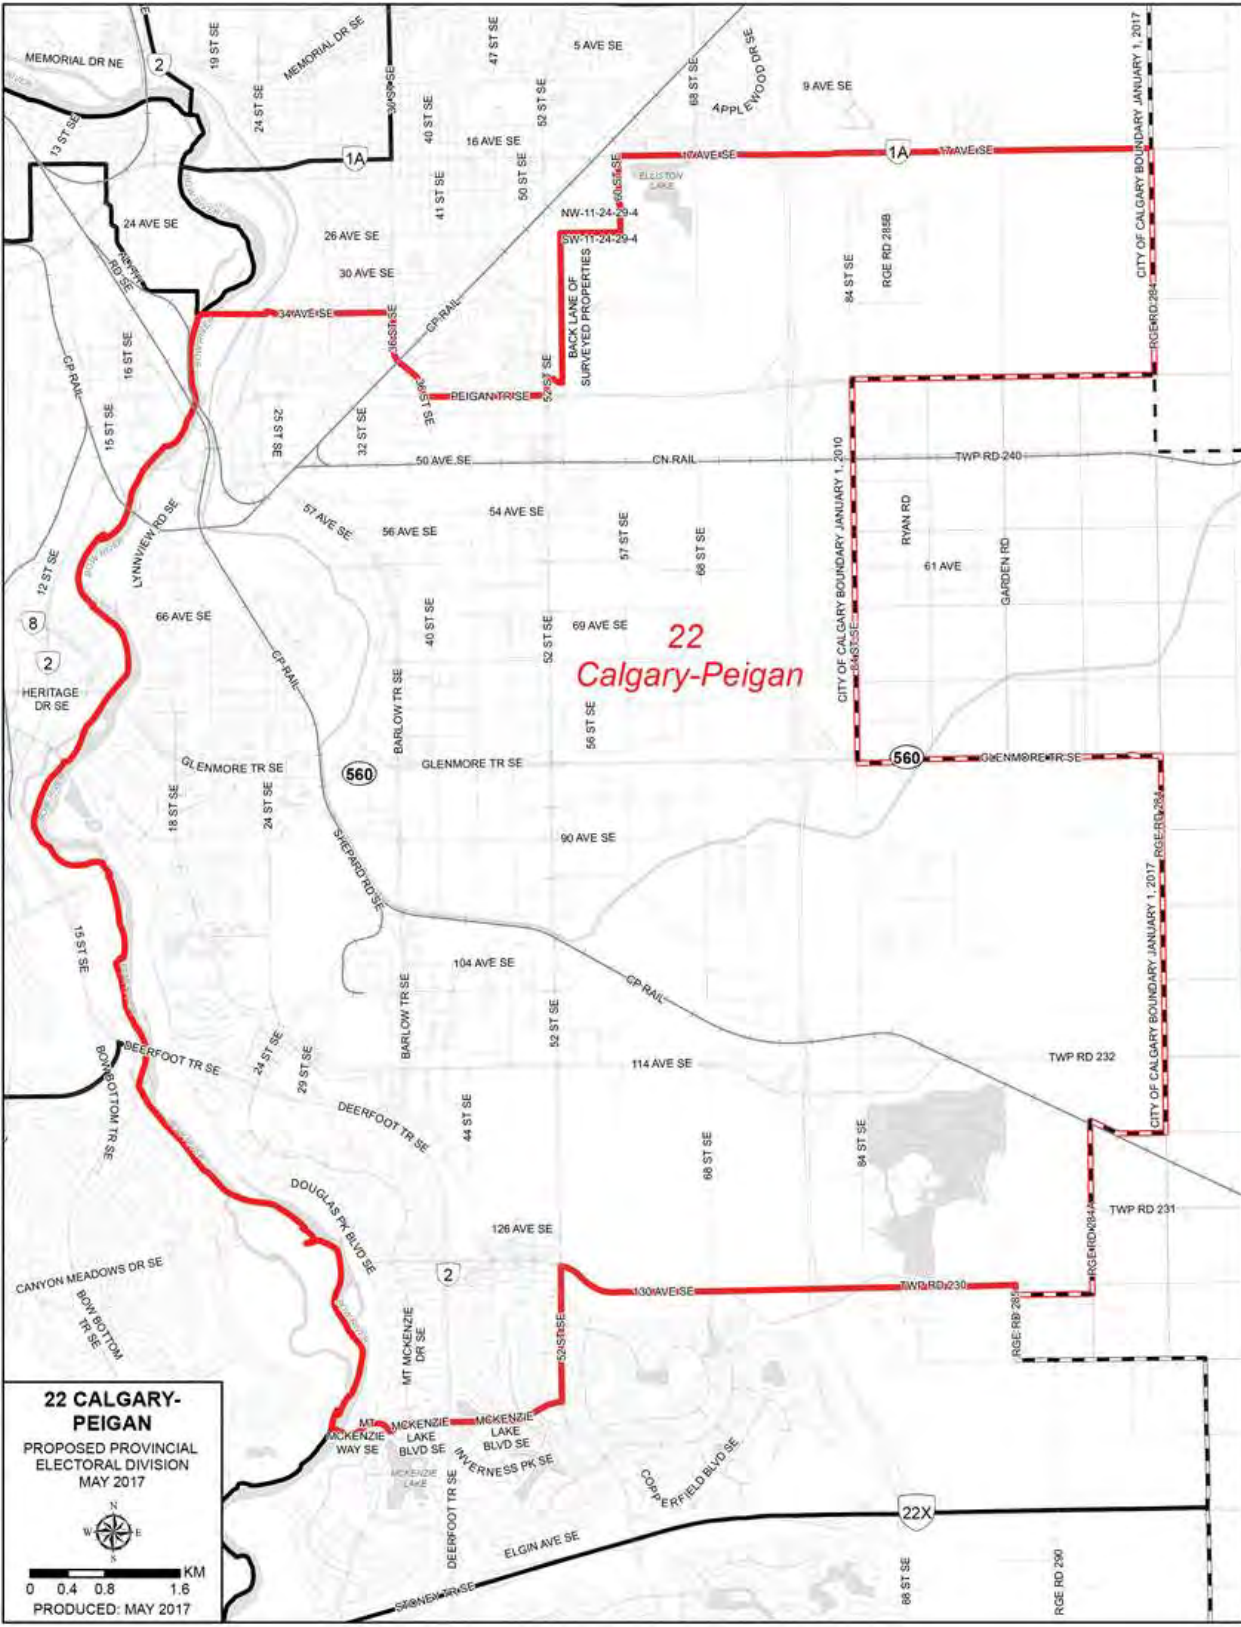 MEMORIAL DR NE
2
19 ST SE
MEMORIAL DR SE
24 ST SE
36 ST SE
47 ST SE
5 AVE SE
52 ST SE
40 ST SE
68 ST SE
APPLEWOOD DR SE
9 AVE SE
CITY OF CALGARY BOUNDARY JANUARY 1, 2017
13 ST SE
16 AVE SE
1A
17 AVE SE
1A
17 AVE SE
60 ST SE
ELLISTON
LAKE
50 ST SE
41 ST SE
BOW RIVER
24 AVE SE
26 AVE SE
NW-11-24-29-4
SW-11-24-29-4
RGE RD 285B
84 ST SE
30 AVE SE
BACK LANE OF
SURVEYED PROPERTIES
RGE RD 284
34 AVE SE
36 ST SE
CP RAIL
BOW RIVER
16 ST SE
CP RAIL
36 ST SE
PEIGAN TR SE
52 ST SE
15 ST SE
25 ST SE
32 ST SE
50 AVE SE
CN RAIL
TWP RD 240
CITY OF CALGARY BOUNDARY JANUARY 1, 2010
84 ST SE
57 AVE SE
54 AVE SE
56 AVE SE
57 ST SE
68 ST SE
RYAN RD
61 AVE
GARDEN RD
LYNNVIEW RD SE
BOW RIVER
12 ST SE
8
66 AVE SE
40 ST SE
69 AVE SE
52 ST SE
22
Calgary-Peigan
2
HERITAGE
DR SE
CP RAIL
BARLOW TR SE
56 ST SE
GLENMORE TR SE
560
GLENMORE TR SE
560
GLENMORE TR SE
18 ST SE
24 ST SE
RGE RD 284
SHEPARD RD SE
90 AVE SE
CITY OF CALGARY BOUNDARY JANUARY 1, 2017
15 ST SE
104 AVE SE
CP RAIL
BARLOW TR SE
52 ST SE
DEERFOOT TR SE
24 ST SE
29 ST SE
114 AVE SE
TWP RD 232
BOW BOTTOM TR SE
DEERFOOT TR SE
44 ST SE
68 ST SE
84 ST SE
DOUGLAS PK BLVD SE
TWP RD 231
126 AVE SE
RGE RD 284A
CANYON MEADOWS DR SE
2
130 AVE SE
TWP RD 230
RGE RD 285
BOW BOTTOM
TR SE
MT MCKENZIE
DR SE
52 ST SE
MT
MCKENZIE
WAY SE
MCKENZIE
LAKE
BLVD SE
MCKENZIE
LAKE
BLVD SE
INVERNESS PK SE
MCKENZIE
LAKE
DEERFOOT TR SE
COPPERFIELD BLVD SE
22X
ELGIN AVE SE
STONEY TR SE
88 ST SE
RGE RD 290
22 CALGARY-
PEIGAN
PROPOSED PROVINCIAL
ELECTORAL DIVISION
MAY 2017
N
W E
S
KM
0 0.4 0.8 1.6
PRODUCED: MAY 2017